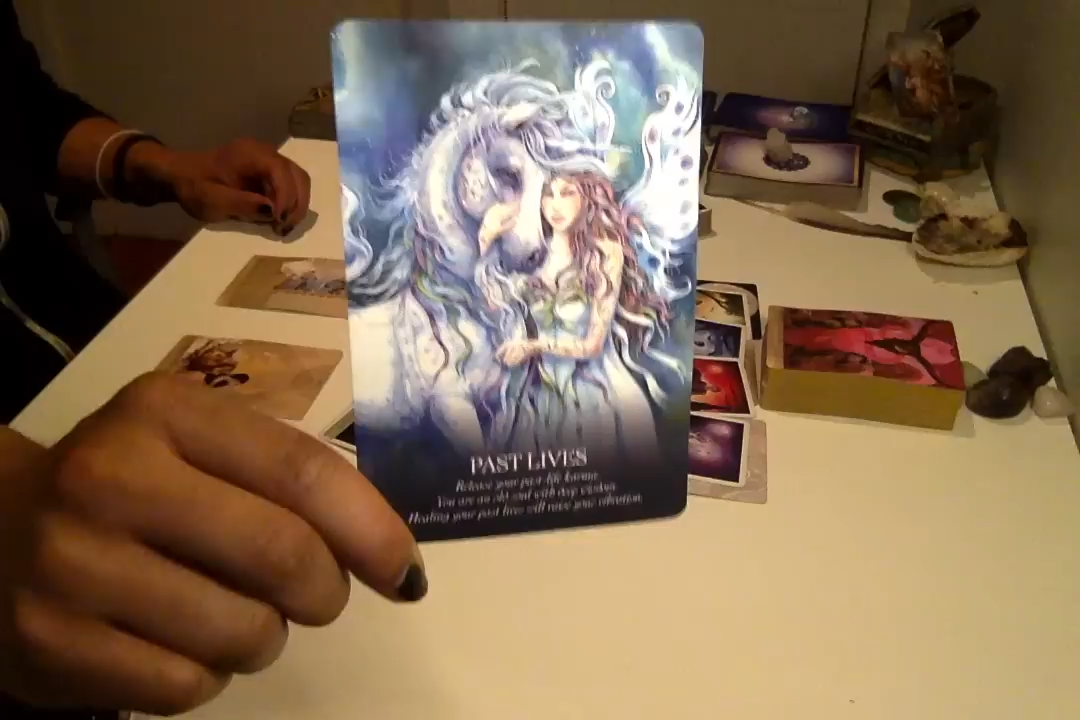 PAST LIVES
Release your past-life karma.
You are an old soul with deep wisdom.
Healing your past lives will raise your vibration.